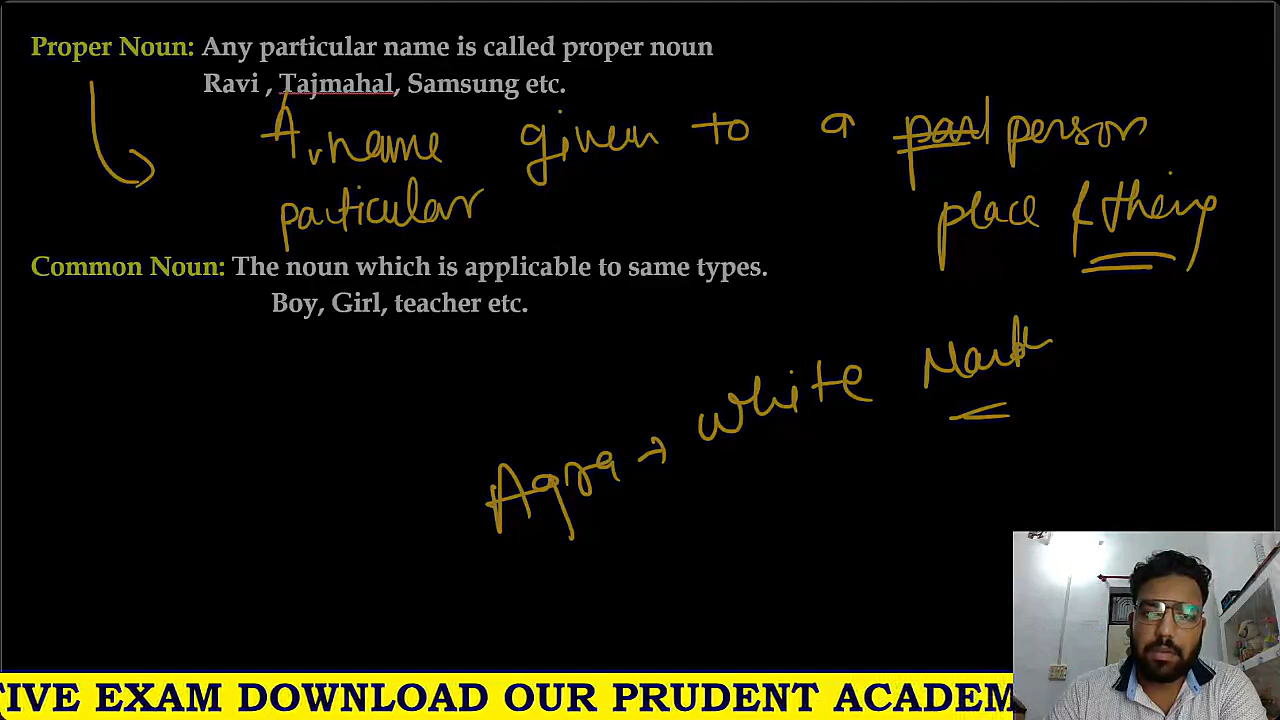 Proper Noun: Any particular name is called proper noun
Ravi , Tajmahal, Samsung etc.
A name given to a person
particular place & thing
Common Noun: The noun which is applicable to same types.
Boy, Girl, teacher etc.
White
Agra →
TIVE EXAM DOWNLOAD OUR PRUDENT ACADEM